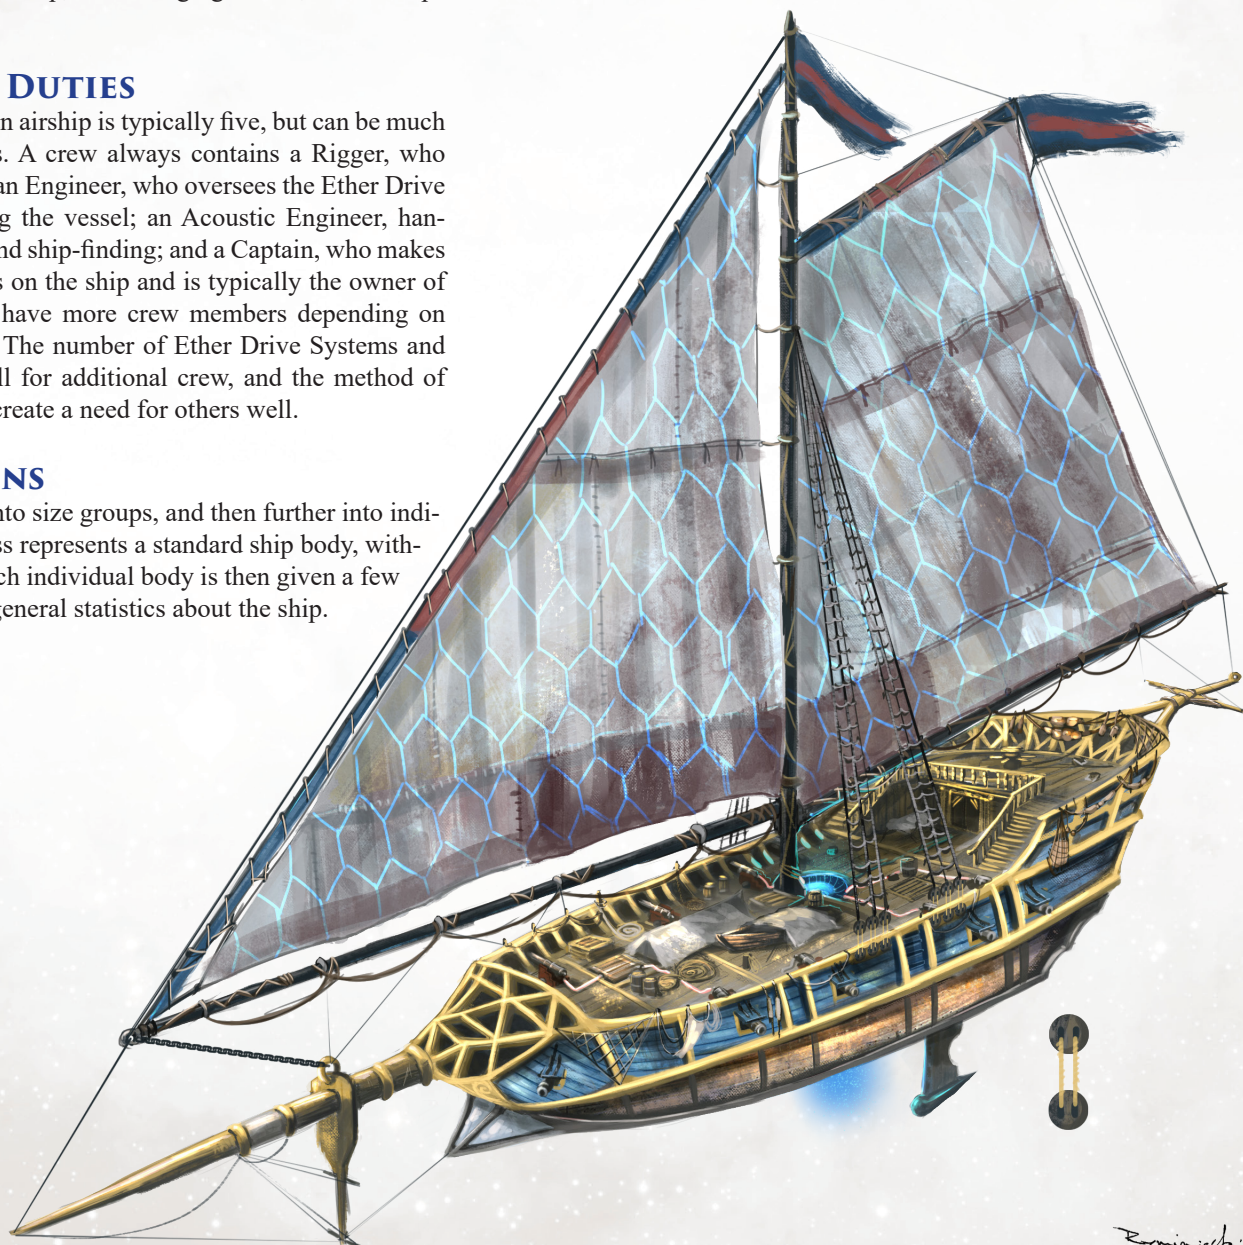 DUTIES
n airship is typically five, but can be much
s. A crew always contains a Rigger, who
an Engineer, who oversees the Ether Drive
g the vessel; an Acoustic Engineer, han-
nd ship-finding; and a Captain, who makes
s on the ship and is typically the owner of
have more crew members depending on
The number of Ether Drive Systems and
ll for additional crew, and the method of
create a need for others well.
NS
nto size groups, and then further into indi-
ss represents a standard ship body, with-
ch individual body is then given a few
general statistics about the ship.